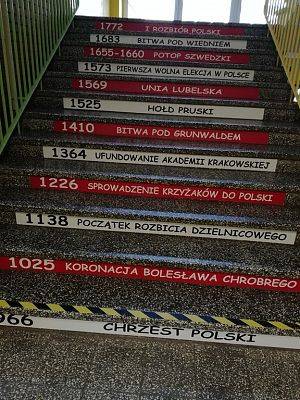 1772 I ROZBIÓR POLSKI
1683 BITWA POD WIEDNIEM
1655-1660 POTOP SZWEDZKI
1573 PIERWSZA WOLNA ELEKCJA W POLSCE
1569 UNIA LUBELSKA
1525 HOŁD PRUSKI
1410 BITWA POD GRUNWALDEM
1364 UFUNDOWANIE AKADEMII KRAKOWSKIEJ
1226 SPROWADZENIE KRZYŻAKÓW DO POLSKI
1138 POCZĄTEK ROZBICIA DZIELNICOWEGO
1025 KORONACJA BOLESŁAWA CHROBREGO
966 CHRZEST POLSKI